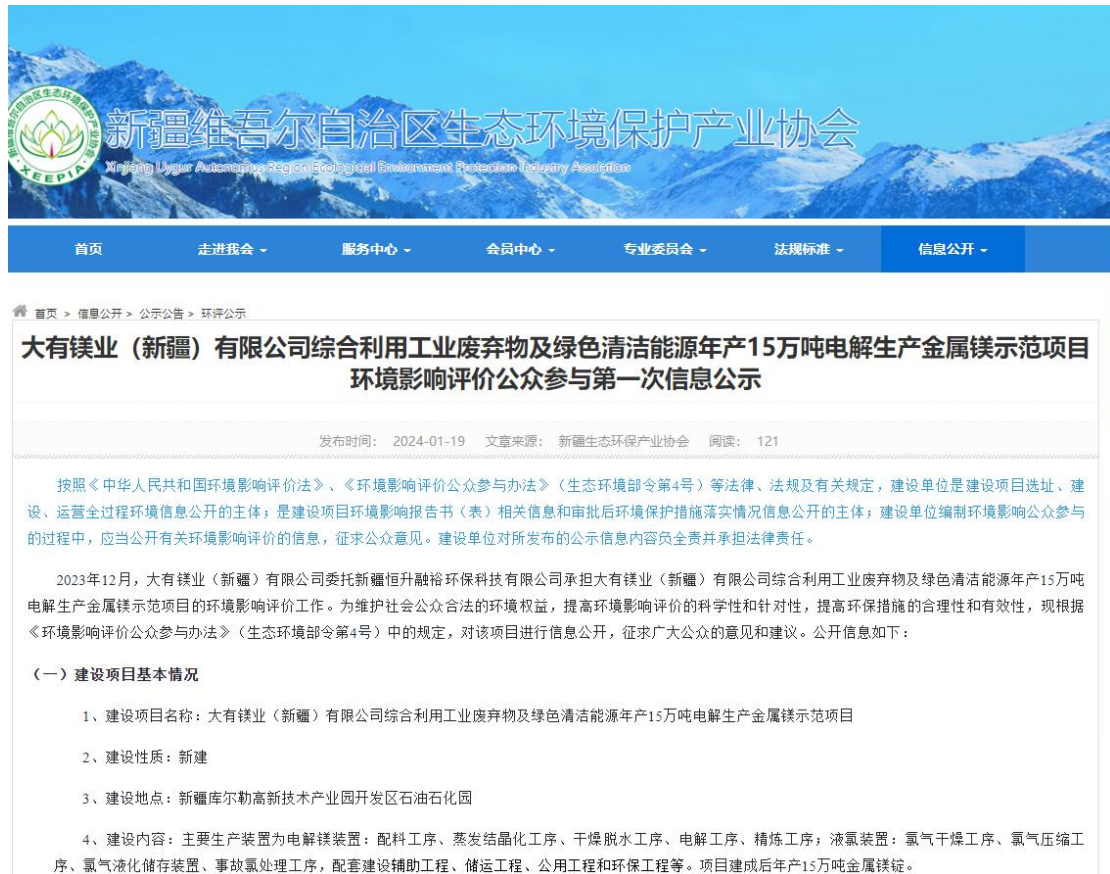 新疆维吾尔自治区生态环境保护产业协会
XEEPIA
首页 走进我会 服务中心 会员中心 专业委员会 法规标准 信息公开
首页 > 信息公开 > 公示公告 > 环评公示
大有镁业（新疆）有限公司综合利用工业废弃物及绿色清洁能源年产15万吨电解生产金属镁示范项目
环境影响评价公众参与第一次信息公示
发布时间： 2024-01-19 文章来源： 新疆生态环保产业协会 阅读： 121
按照《中华人民共和国环境影响评价法》、《环境影响评价公众参与办法》（生态环境部令第4号）等法律、法规及有关规定，建设单位是建设项目选址、建
设、运营全过程环境信息公开的主体；是建设项目环境影响报告书（表）相关信息和审批后环境保护措施落实情况信息公开的主体；建设单位编制环境影响公众参与
的过程中，应当公开有关环境影响评价的信息，征求公众意见。建设单位对所发布的公示信息内容负全责并承担法律责任。
2023年12月，大有镁业（新疆）有限公司委托新疆恒升融裕环保科技有限公司承担大有镁业（新疆）有限公司综合利用工业废弃物及绿色清洁能源年产15万吨
电解生产金属镁示范项目的环境影响评价工作。为维护社会公众合法的环境权益，提高环境影响评价的科学性和针对性，提高环保措施的合理性和有效性，现根据
《环境影响评价公众参与办法》（生态环境部令第4号）中的规定，对该项目进行信息公开，征求广大公众的意见和建议。公开信息如下：
（一）建设项目基本情况
1、建设项目名称：大有镁业（新疆）有限公司综合利用工业废弃物及绿色清洁能源年产15万吨电解生产金属镁示范项目
2、建设性质：新建
3、建设地点：新疆库尔勒高新技术产业园开发区石油石化园
4、建设内容：主要生产装置为电解镁装置：配料工序、蒸发结晶化工序、干燥脱水工序、电解工序、精炼工序；液氯装置：氯气干燥工序、氯气压缩工
序、氯气液化储存装置、事故氯处理工序，配套建设辅助工程、储运工程、公用工程和环保工程等。项目建成后年产15万吨金属镁锭。